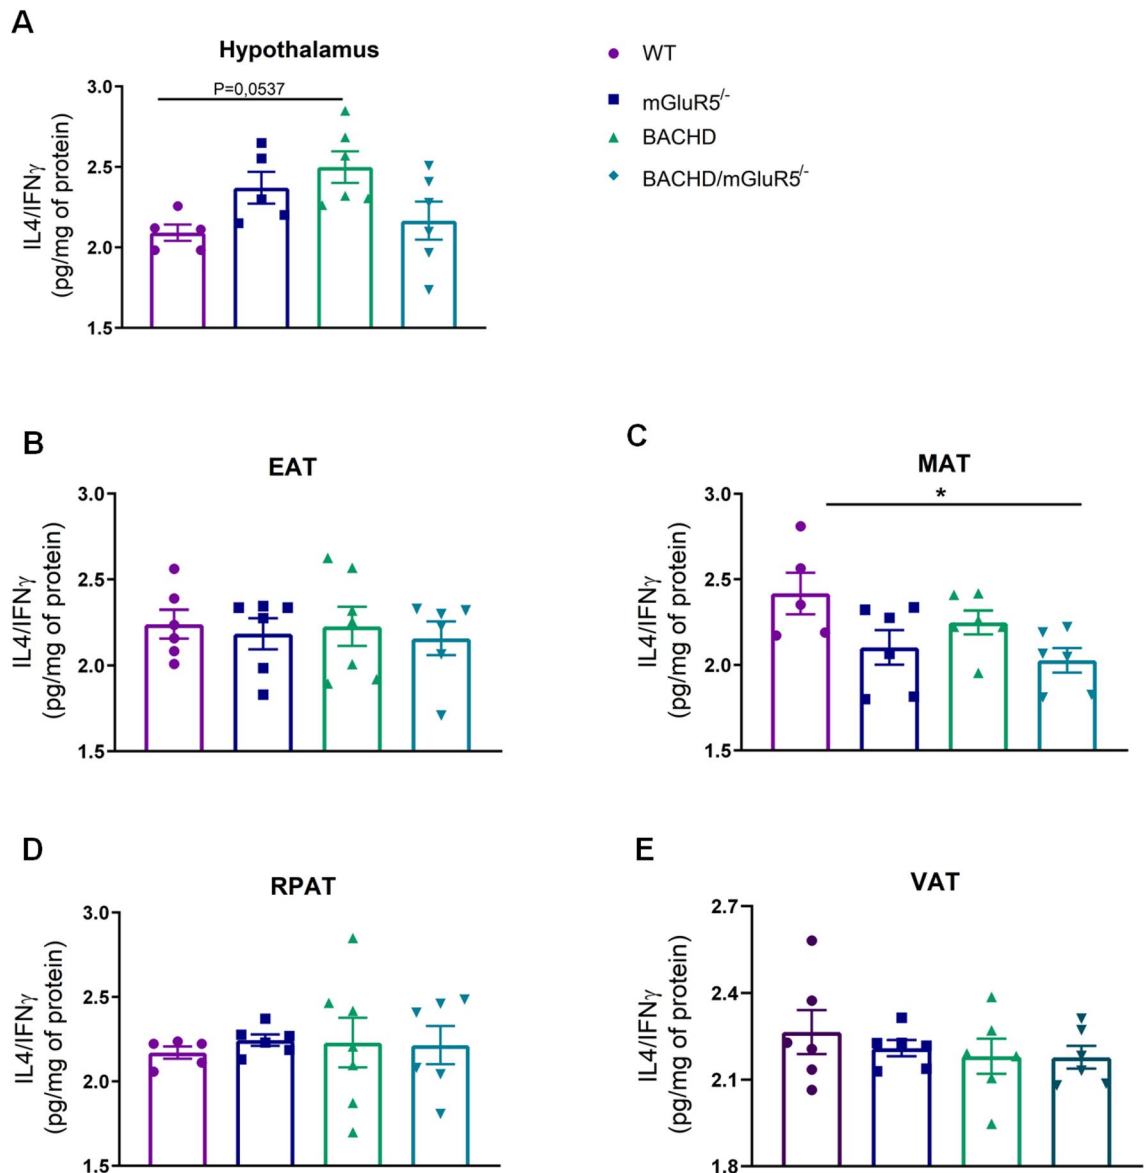 A
Hypothalamus
P=0,0537
3.0
2.5
2.0
1.5
IL4/IFNγ
(pg/mg of protein)
WT
mGluR5/-
BACHD
BACHD/mGluR5/-
B
EAT
3.0
2.5
2.0
1.5
IL4/IFNγ
(pg/mg of protein)
C
MAT
*
3.0
2.5
2.0
1.5
IL4/IFNγ
(pg/mg of protein)
D
RPAT
3.0
2.5
2.0
1.5
IL4/IFNγ
(pg/mg of protein)
E
VAT
2.7
2.4
2.1
1.8
IL4/IFNγ
(pg/mg of protein)